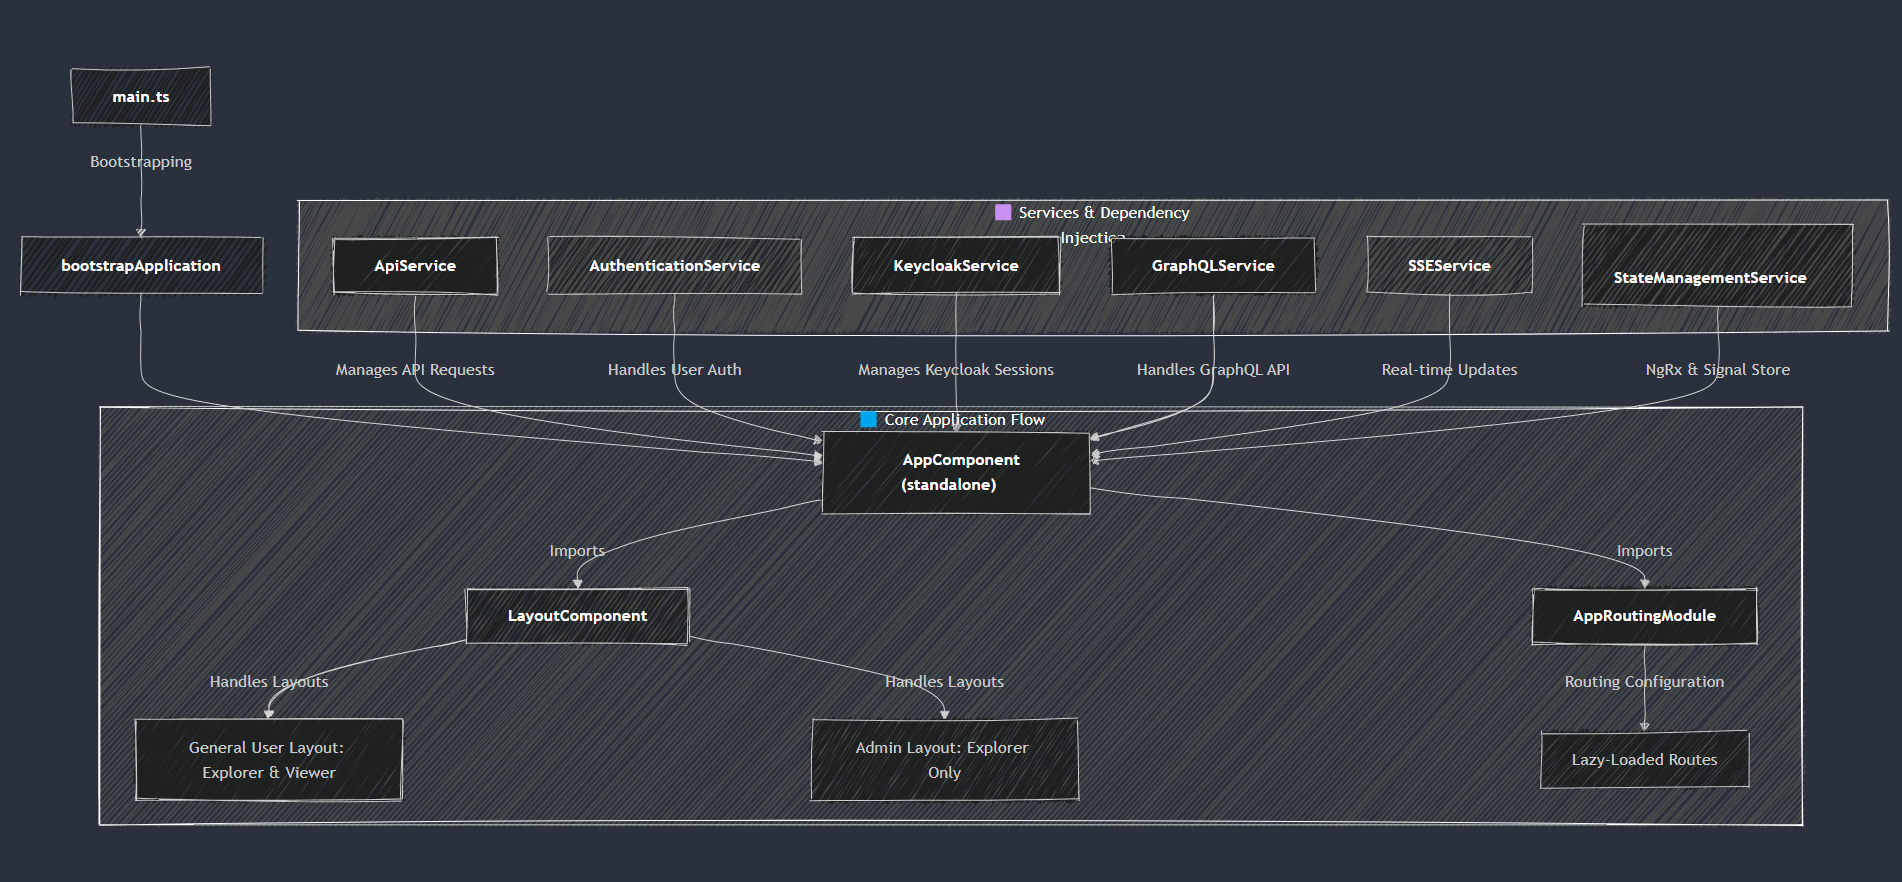 main.ts
Bootstrapping
Services & Dependency
Injection
bootstrapApplication
ApiService
AuthenticationService
KeycloakService
GraphQLService
SSEService
StateManagementService
Manages API Requests
Handles User Auth
Manages Keycloak Sessions
Handles GraphQL API
Real-time Updates
NgRx & Signal Store
Core Application Flow
AppComponent
(standalone)
Imports
Imports
LayoutComponent
AppRoutingModule
Handles Layouts
Handles Layouts
Routing Configuration
General User Layout:
Explorer & Viewer
Admin Layout: Explorer
Only
Lazy-Loaded Routes